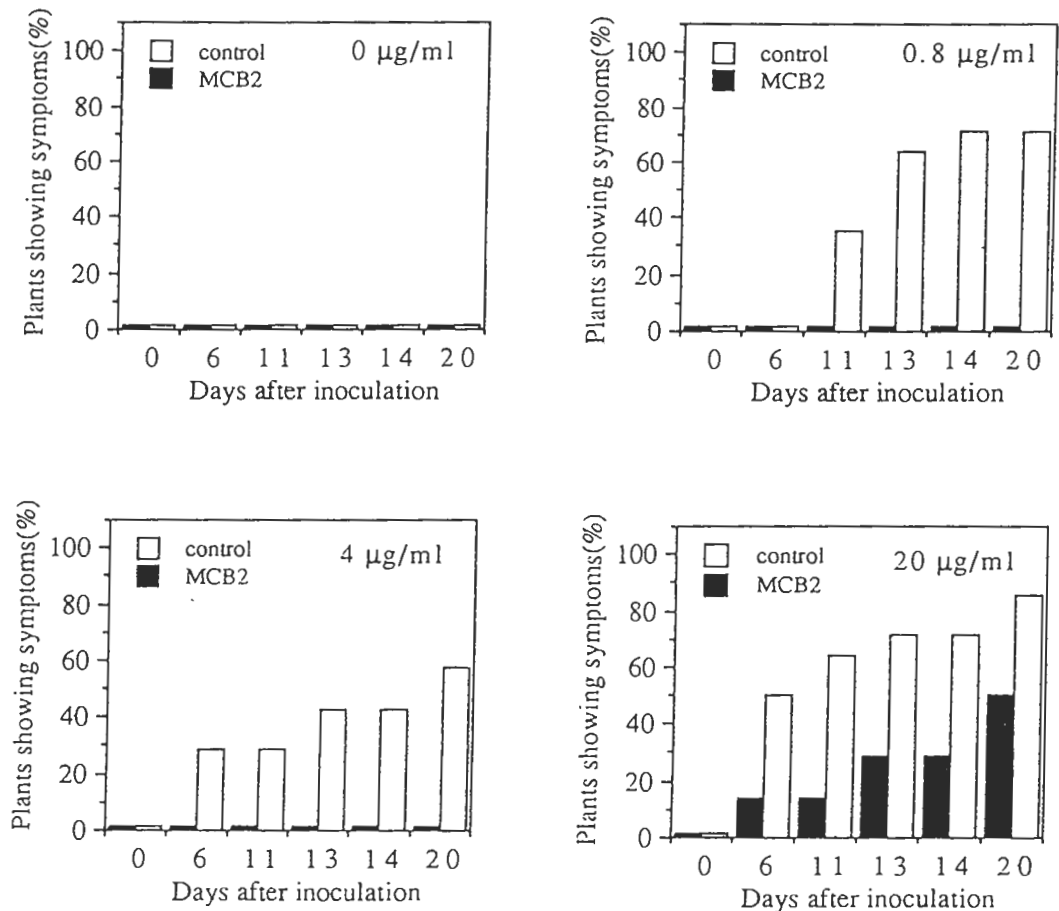 Plants showing symptoms(%)
100
80
60
40
20
0
control
MCB2
0 µg/ml
0 6 11 13 14 20
Days after inoculation
Plants showing symptoms(%)
100
80
60
40
20
0
control
MCB2
0.8 µg/ml
0 6 11 13 14 20
Days after inoculation
Plants showing symptoms(%)
100
80
60
40
20
0
control
MCB2
4 µg/ml
0 6 11 13 14 20
Days after inoculation
Plants showing symptoms(%)
100
80
60
40
20
0
control
MCB2
20 µg/ml
0 6 11 13 14 20
Days after inoculation